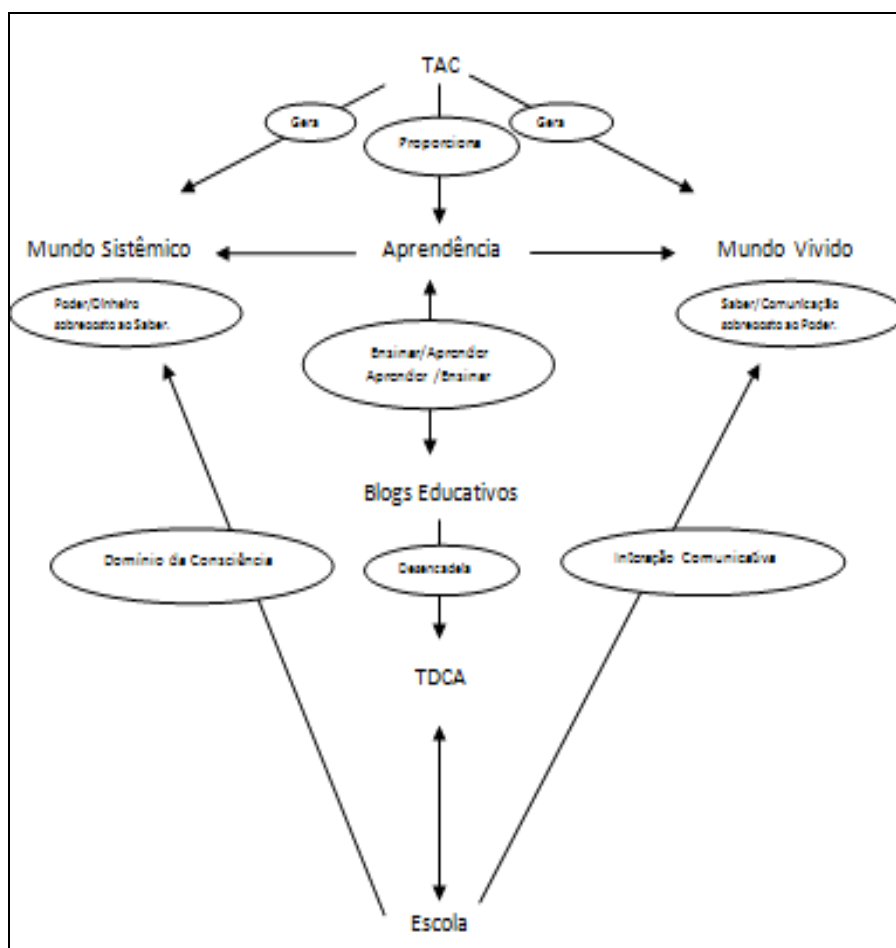 TAC
Gera
Gera
Proporciona
Mundo Sistêmico
Aprendência
Mundo Vivido
Poder/Dinheiro
sobreposto ao Saber.
Saber/Comunicação
sobreposto ao Poder.
Ensinar/Aprender
Aprender /Ensinar
Blogs Educativos
Domínio da Consciência
Desencadeia
Interação Comunicativa
TDCA
Escola